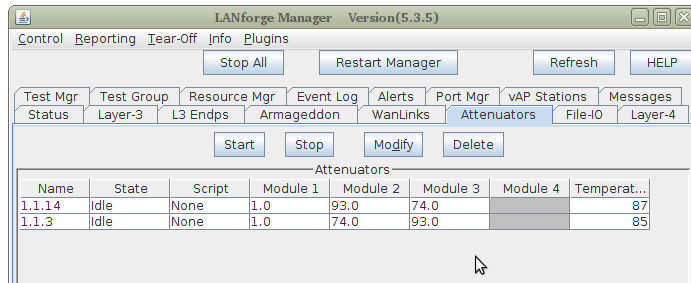 LANforge Manager Version(5.3.5)
Control Reporting Tear-Off Info Plugins
Stop All Restart Manager Refresh HELP
Test Mgr Test Group Resource Mgr Event Log Alerts Port Mgr vAP Stations Messages
Status Layer-3 L3 Endps Armageddon WanLinks Attenuators File-IO Layer-4
Start Stop Modify Delete
Attenuators
Name State Script Module 1 Module 2 Module 3 Module 4 Temperat...
1.1.14 Idle None 1.0 93.0 74.0 87
1.1.3 Idle None 1.0 74.0 93.0 85